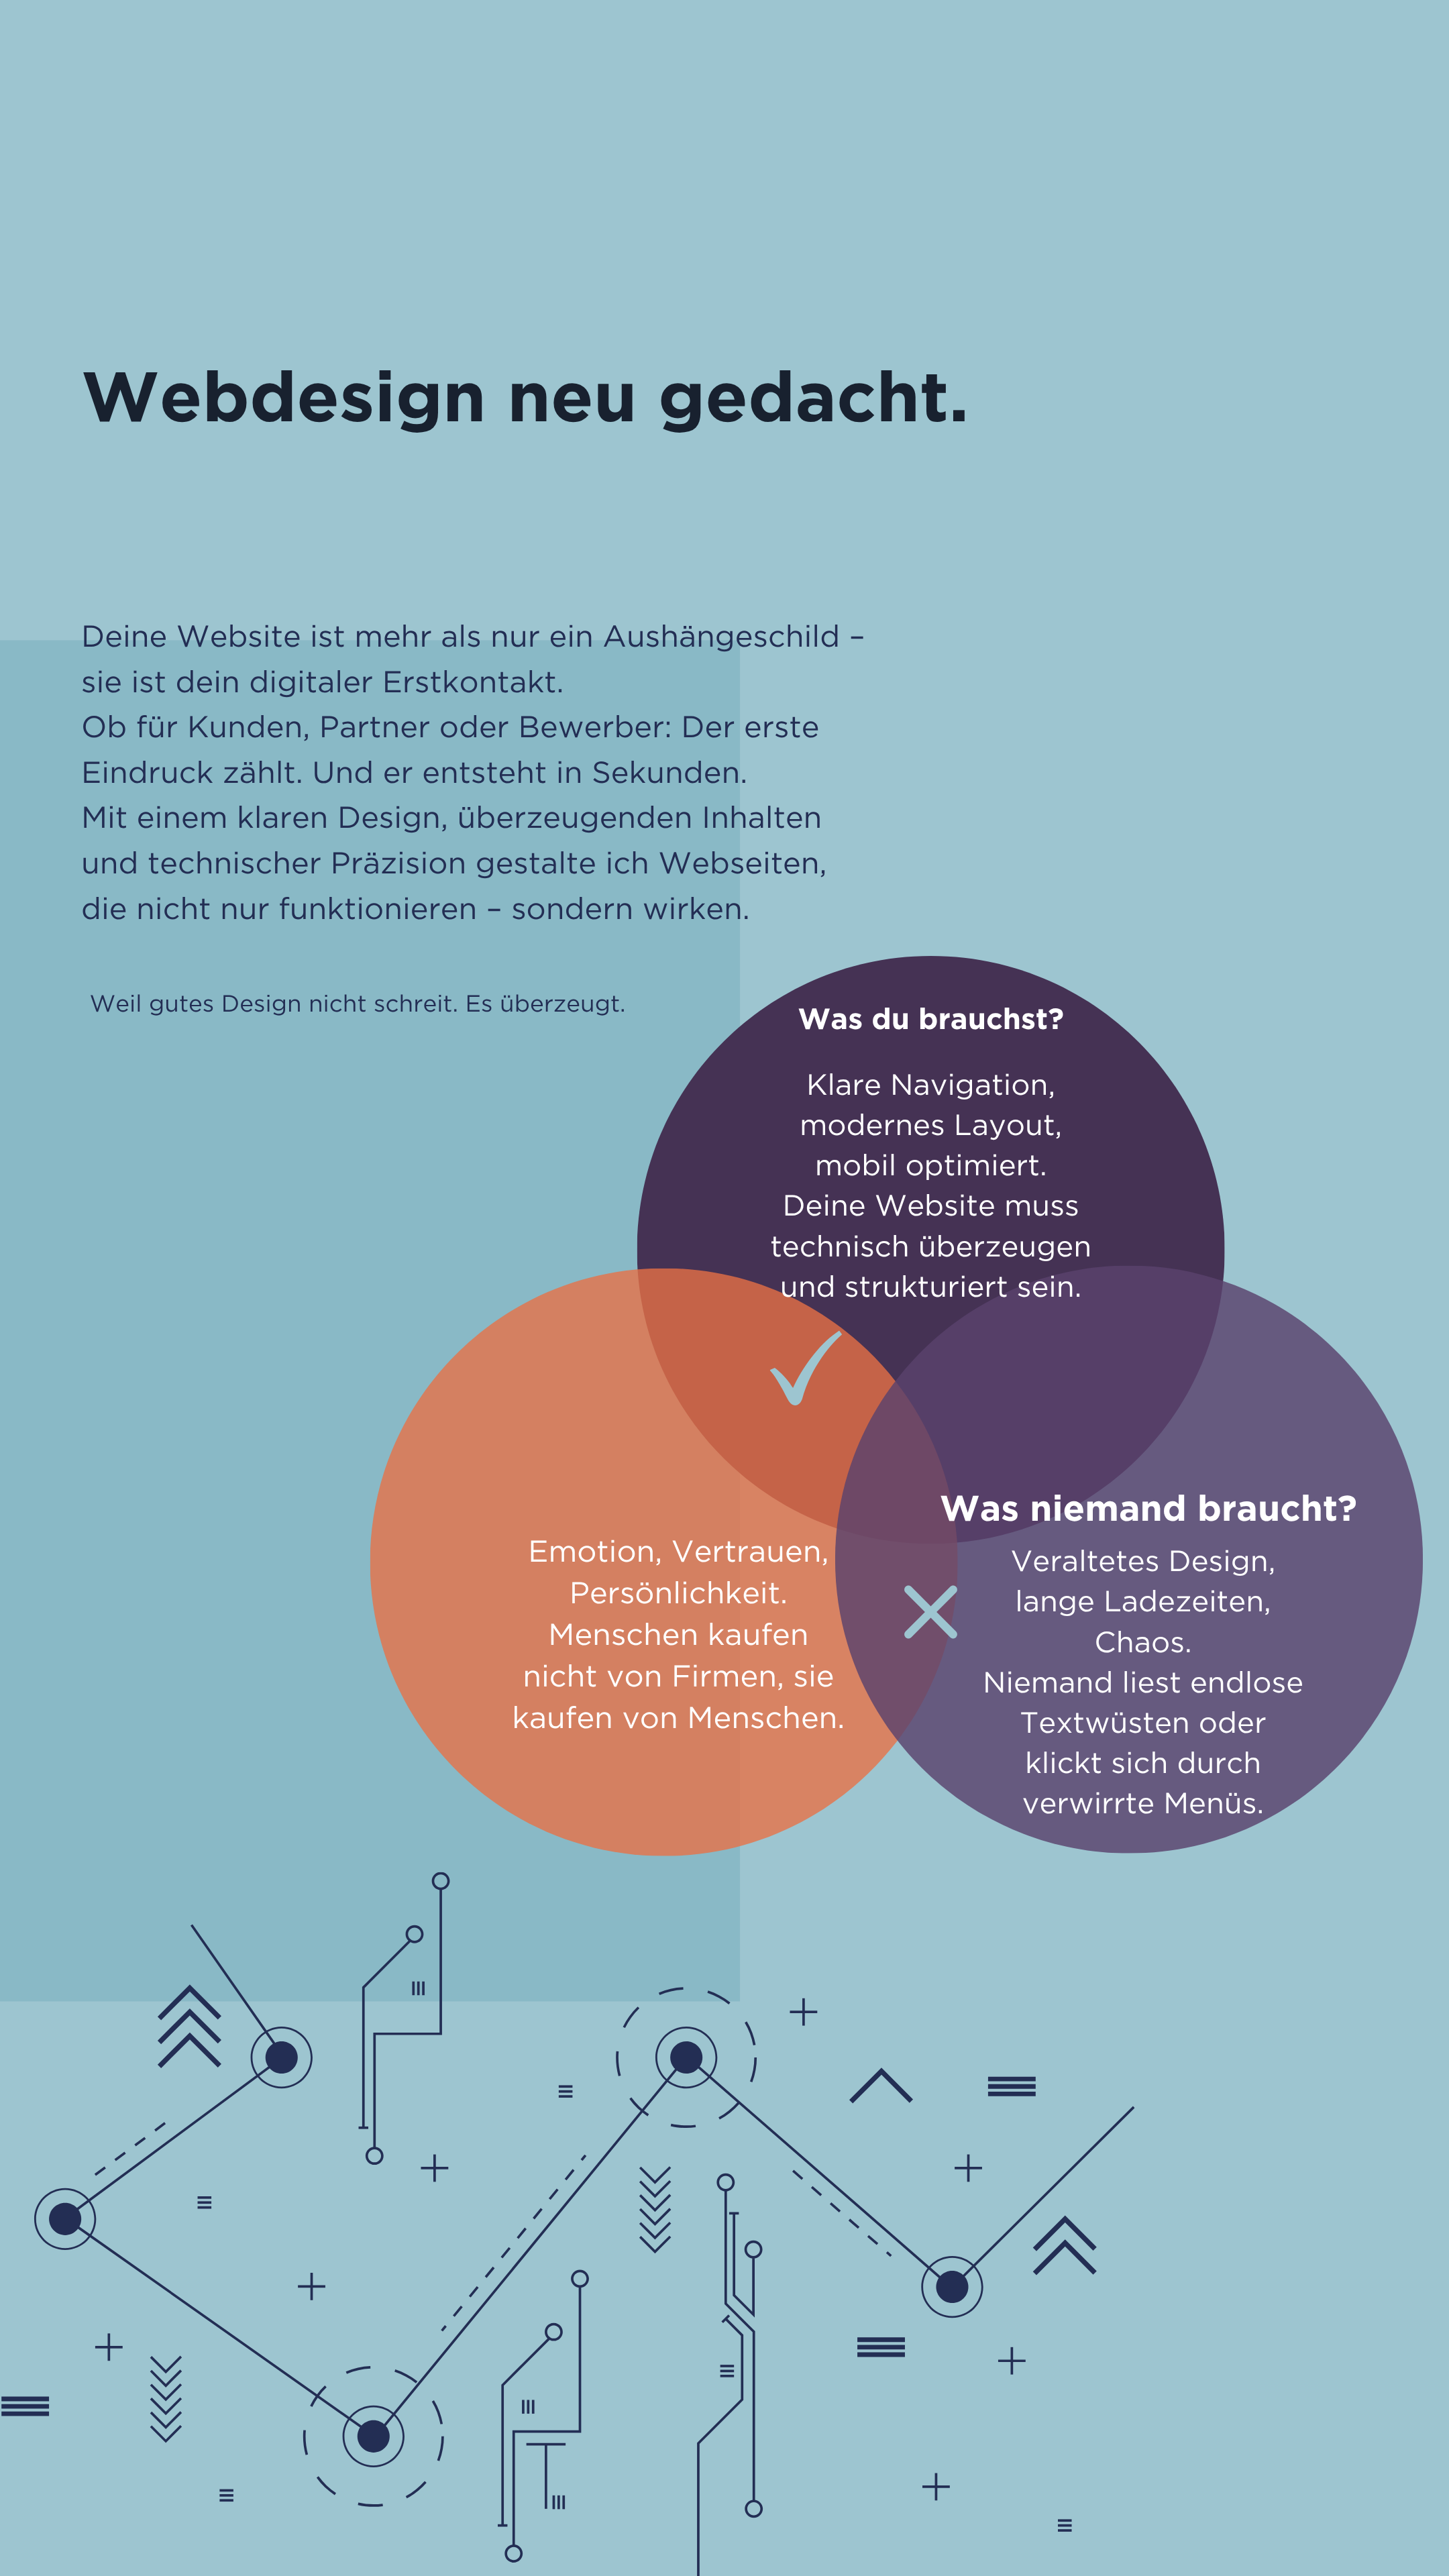 Webdesign neu gedacht.
Deine Website ist mehr als nur ein Aushängeschild –
sie ist dein digitaler Erstkontakt.
Ob für Kunden, Partner oder Bewerber: Der erste
Eindruck zählt. Und er entsteht in Sekunden.
Mit einem klaren Design, überzeugenden Inhalten
und technischer Präzision gestalte ich Webseiten,
die nicht nur funktionieren – sondern wirken.
Weil gutes Design nicht schreit. Es überzeugt.
Was du brauchst?
Klare Navigation,
modernes Layout,
mobil optimiert.
Deine Website muss
technisch überzeugen
und strukturiert sein.
Emotion, Vertrauen,
Persönlichkeit.
Menschen kaufen
nicht von Firmen, sie
kaufen von Menschen.
Was niemand braucht?
Veraltetes Design,
lange Ladezeiten,
Chaos.
Niemand liest endlose
Textwüsten oder
klickt sich durch
verwirrte Menüs.